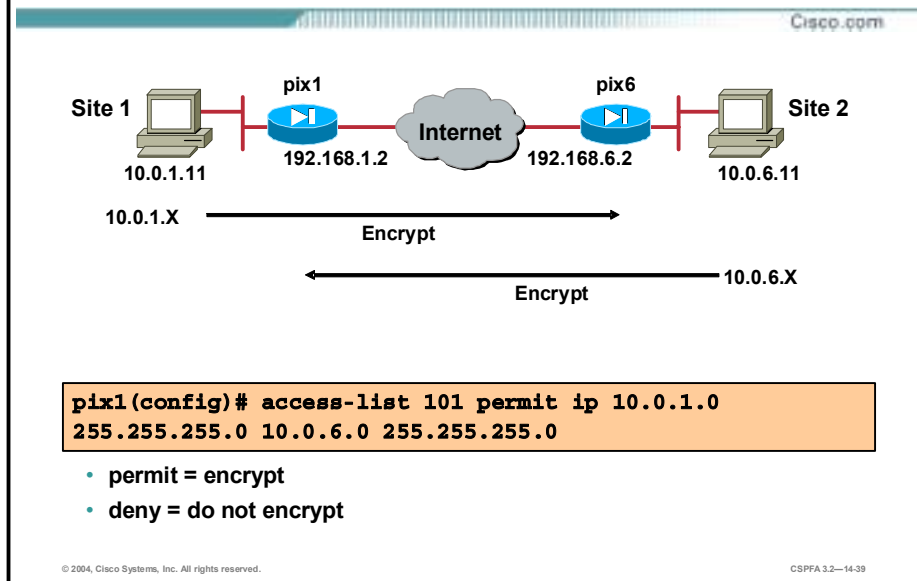 Cisco.com
pix1
pix6
Site 1
Internet
Site 2
192.168.1.2
192.168.6.2
10.0.1.11
10.0.6.11
10.0.1.X
Encrypt
10.0.6.X
Encrypt
pix1(config)# access-list 101 permit ip 10.0.1.0
255.255.255.0 10.0.6.0 255.255.255.0
• permit = encrypt
• deny = do not encrypt
© 2004, Cisco Systems, Inc. All rights reserved.
CSPFA 3.2—14-39